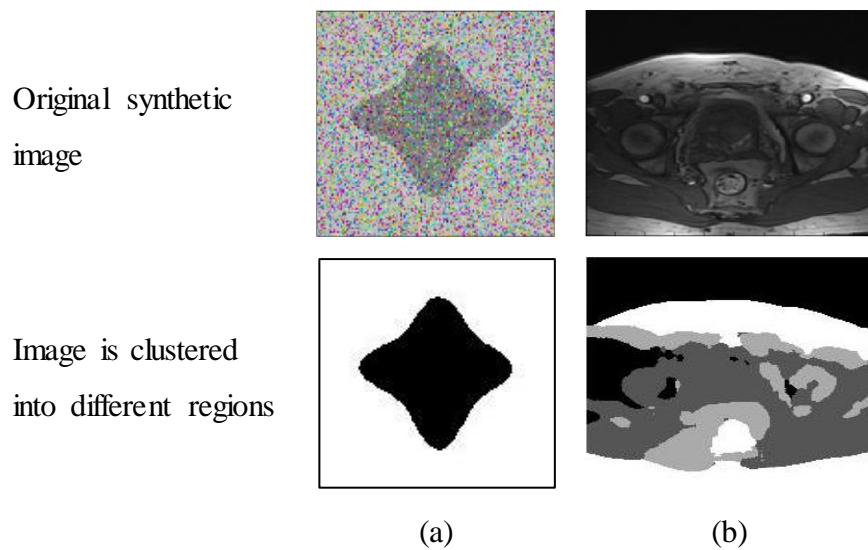 Original synthetic
image
Image is clustered
into different regions
(a)
(b)